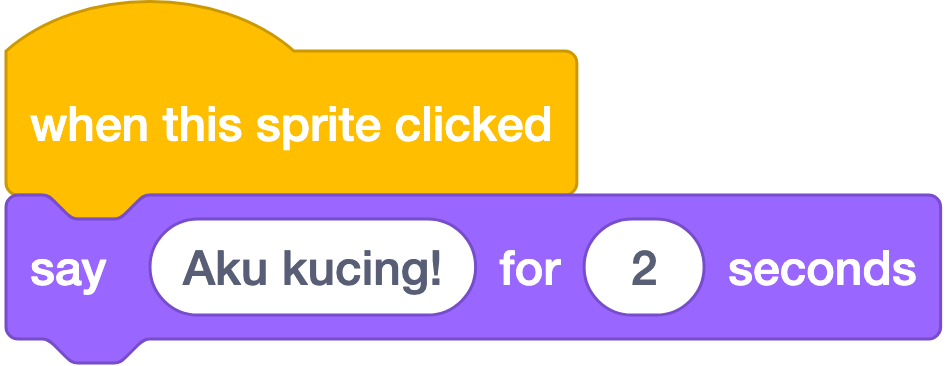 when this sprite clicked
say Aku kucing! for 2 seconds